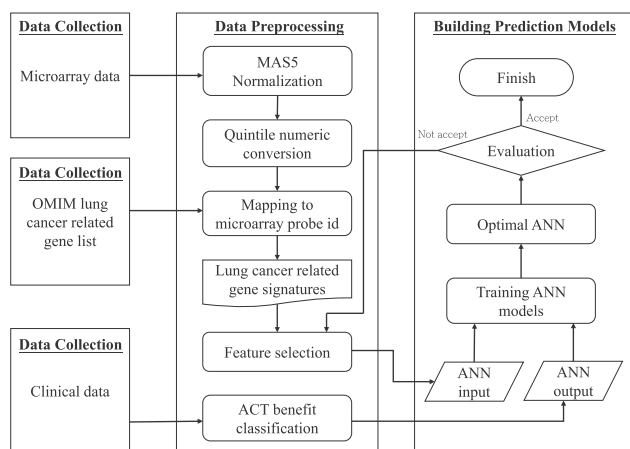 Data Collection
Microarray data
Data Collection
OMIM lung
cancer related
gene list
Data Collection
Clinical data
Data Preprocessing
MAS5
Normalization
Quintile numeric
conversion
Mapping to
microarray probe id
Lung cancer related
gene signatures
Feature selection
ACT benefit
classification
Building Prediction Models
Finish
Accept
Not accept
Evaluation
Optimal ANN
Training ANN
models
ANN
input
ANN
output